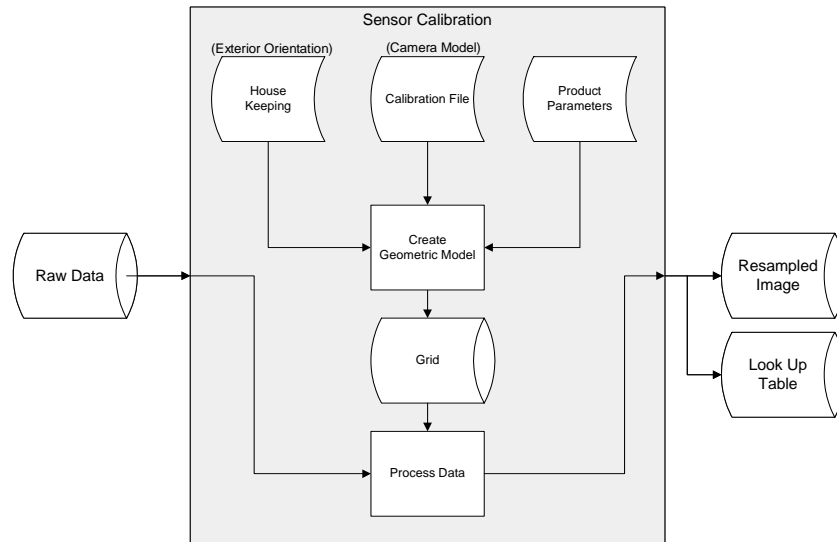 Sensor Calibration
(Exterior Orientation)
(Camera Model)
House
Keeping
Calibration File
Product
Parameters
Create
Geometric Model
Raw Data
Resampled
Image
Grid
Look Up
Table
Process Data